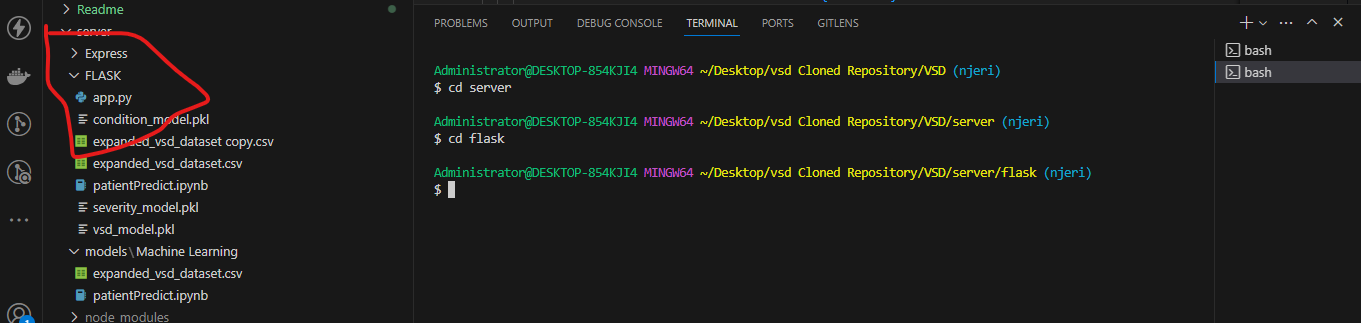 Readme
server
Express
FLASK
app.py
condition_model.pkl
expanded_vsd_dataset copy.csv
expanded_vsd_dataset.csv
patientPredict.ipynb
severity_model.pkl
vsd_model.pkl
models\Machine Learning
expanded_vsd_dataset.csv
patientPredict.ipynb
node_modules
1
PROBLEMS OUTPUT DEBUG CONSOLE TERMINAL PORTS GITLENS
Administrator@DESKTOP-854KJI4 MINGW64 ~/Desktop/vsd Cloned Repository/VSD (njeri)
$ cd server
Administrator@DESKTOP-854KJI4 MINGW64 ~/Desktop/vsd Cloned Repository/VSD/server (njeri)
$ cd flask
Administrator@DESKTOP-854KJI4 MINGW64 ~/Desktop/vsd Cloned Repository/VSD/server/flask (njeri)
$
bash
bash